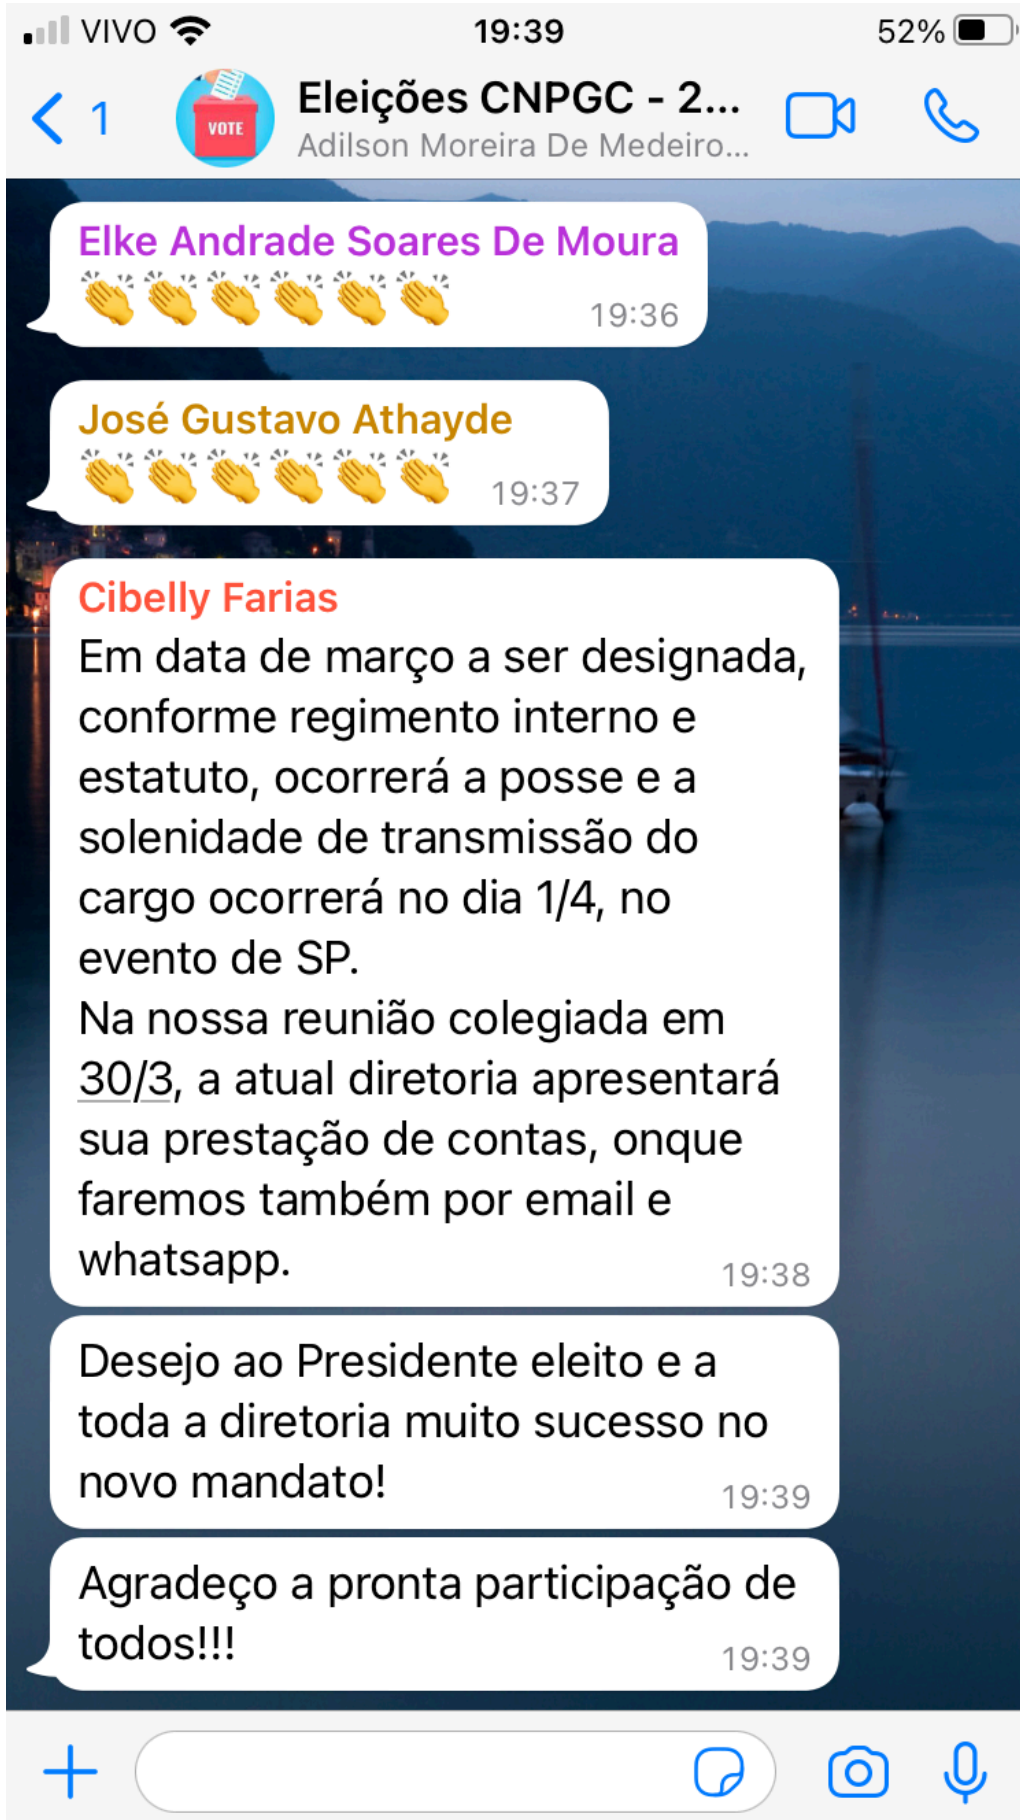 VIVO 19:39 52%
1
VOTE
Eleições CNPGC - 2...
Adilson Moreira De Medeiro...
Elke Andrade Soares De Moura
👏👏👏👏👏👏 19:36
José Gustavo Athayde
👏👏👏👏👏👏 19:37
Cibelly Farias
Em data de março a ser designada,
conforme regimento interno e
estatuto, ocorrerá a posse e a
solenidade de transmissão do
cargo ocorrerá no dia 1/4, no
evento de SP.
Na nossa reunião colegiada em
30/3, a atual diretoria apresentará
sua prestação de contas, onque
faremos também por email e
whatsapp. 19:38
Desejo ao Presidente eleito e a
toda a diretoria muito sucesso no
novo mandato! 19:39
Agradeço a pronta participação de
todos!!! 19:39